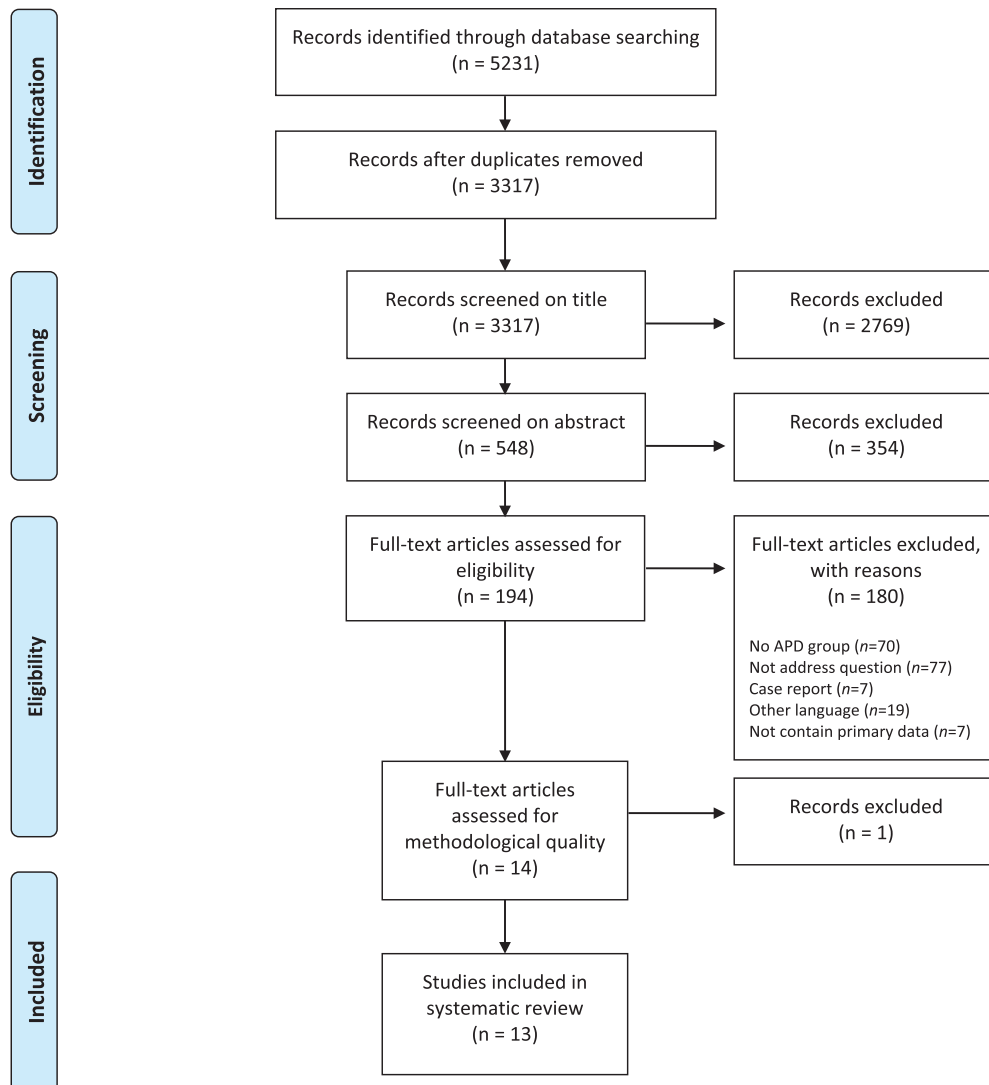 Identification
Records identified through database searching
(n = 5231)
Records after duplicates removed
(n = 3317)
Screening
Records screened on title
(n = 3317)
Records excluded
(n = 2769)
Records screened on abstract
(n = 548)
Records excluded
(n = 354)
Eligibility
Full-text articles assessed for
eligibility
(n = 194)
Full-text articles excluded,
with reasons
(n = 180)
No APD group (n=70)
Not address question (n=77)
Case report (n=7)
Other language (n=19)
Not contain primary data (n=7)
Full-text articles
assessed for
methodological quality
(n = 14)
Records excluded
(n = 1)
Included
Studies included in
systematic review
(n = 13)